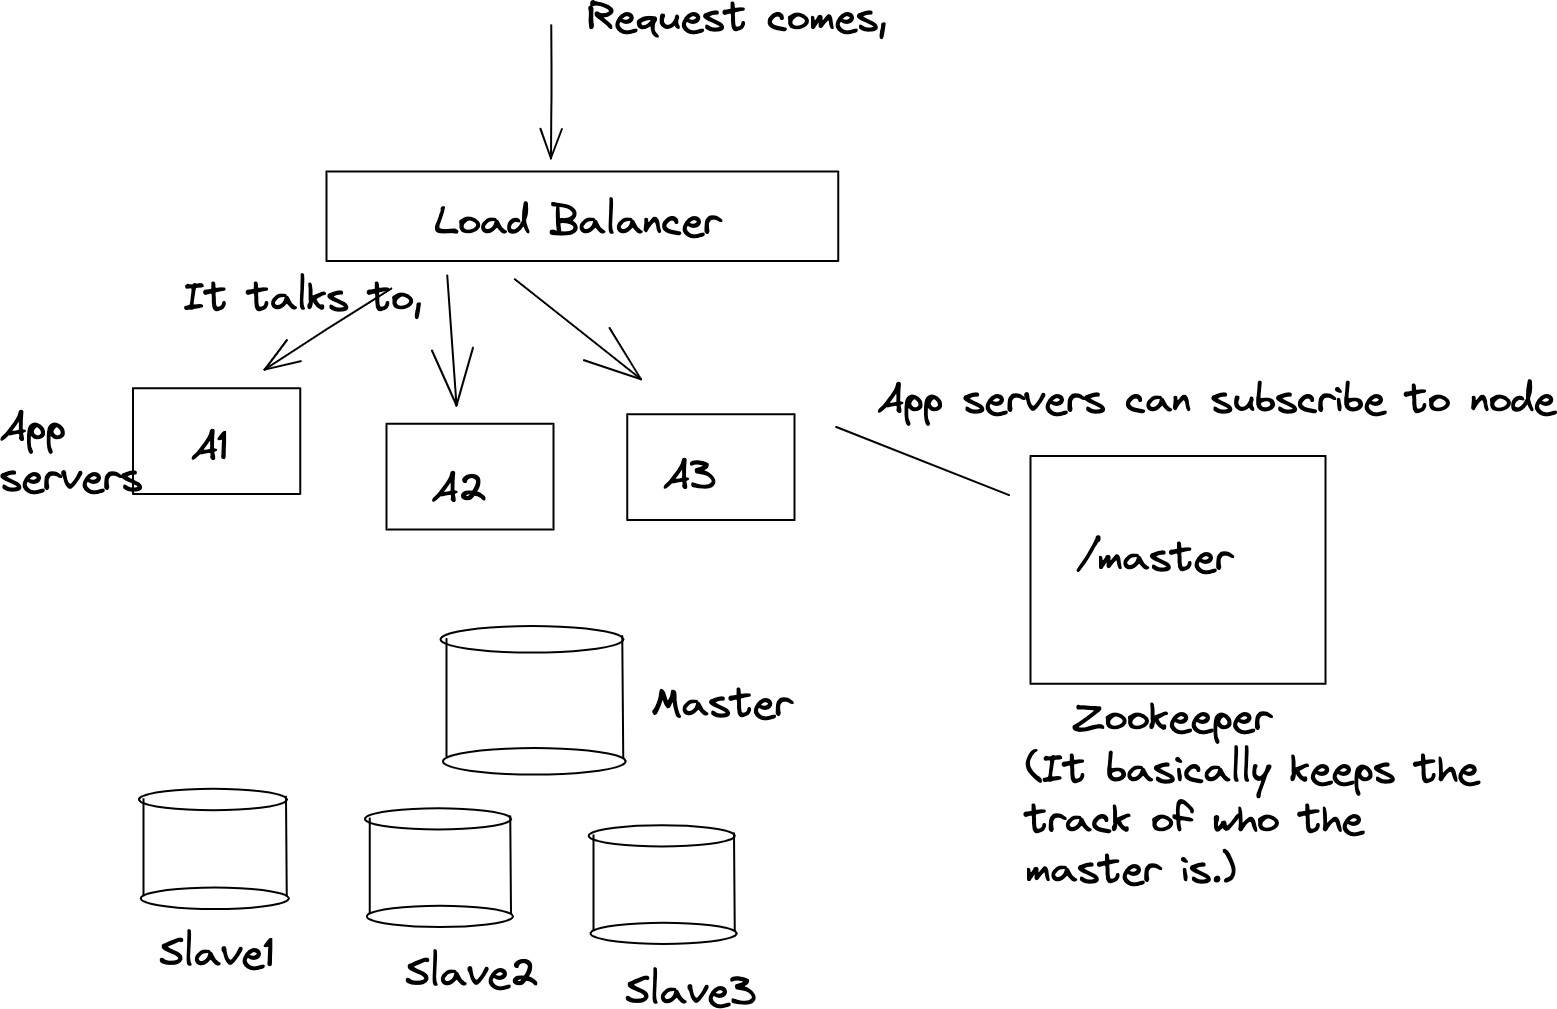 Request comes,
Load Balancer
It talks to,
App servers can subscribe to node
App
servers
A1
A2
A3
/master
Master
Zookeeper
(It basically keeps the
track of who the
master is.)
Slave1
Slave2
Slave3